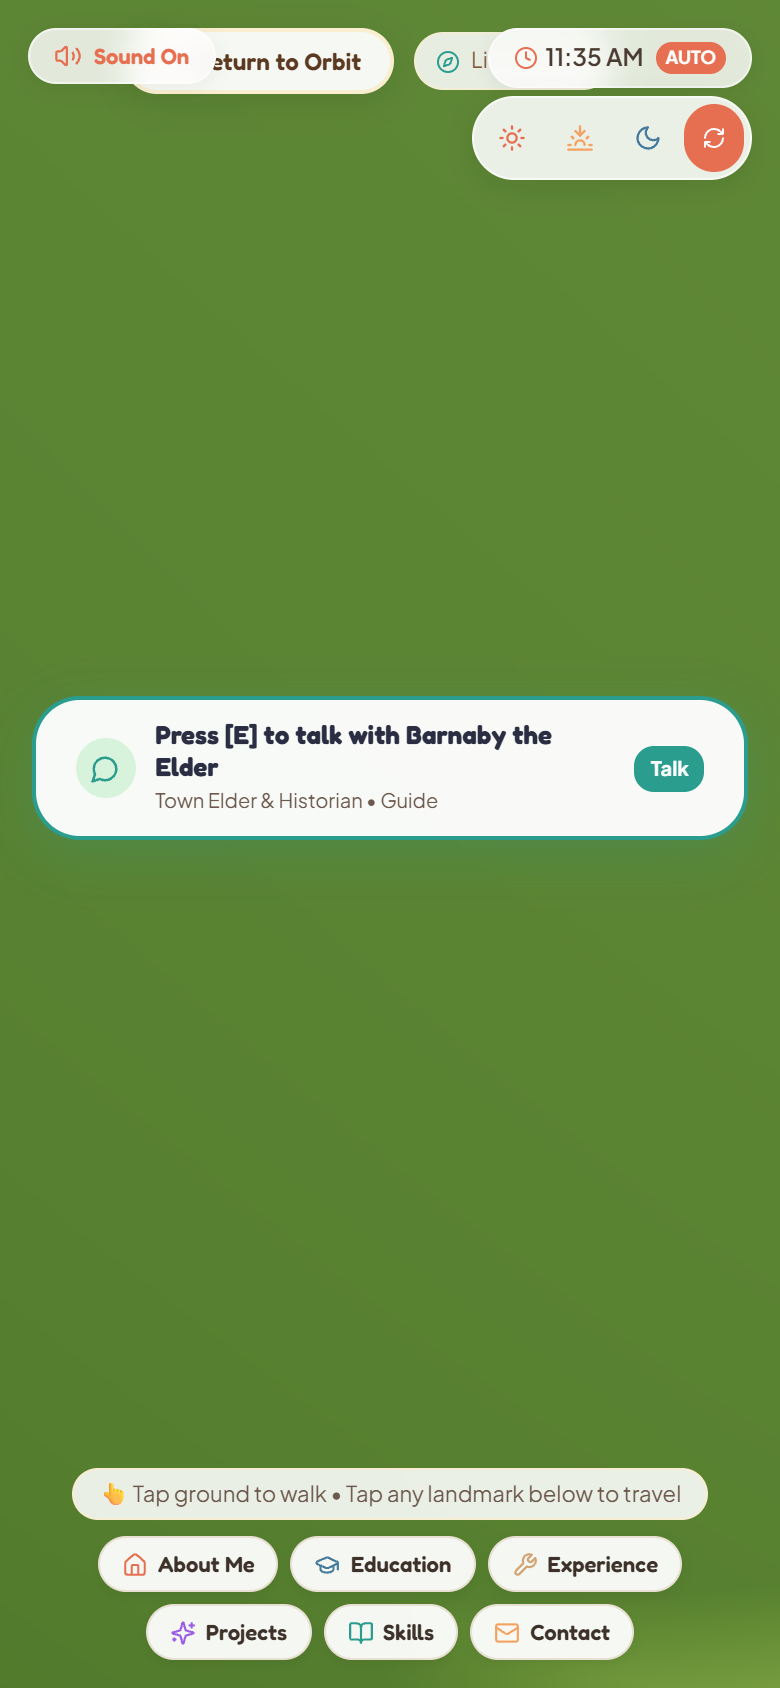 Sound On
eturn to Orbit
Li
11:35 AM
AUTO
Press [E] to talk with Barnaby the
Elder
Town Elder & Historian • Guide
Talk
Tap ground to walk • Tap any landmark below to travel
About Me
Education
Experience
Projects
Skills
Contact